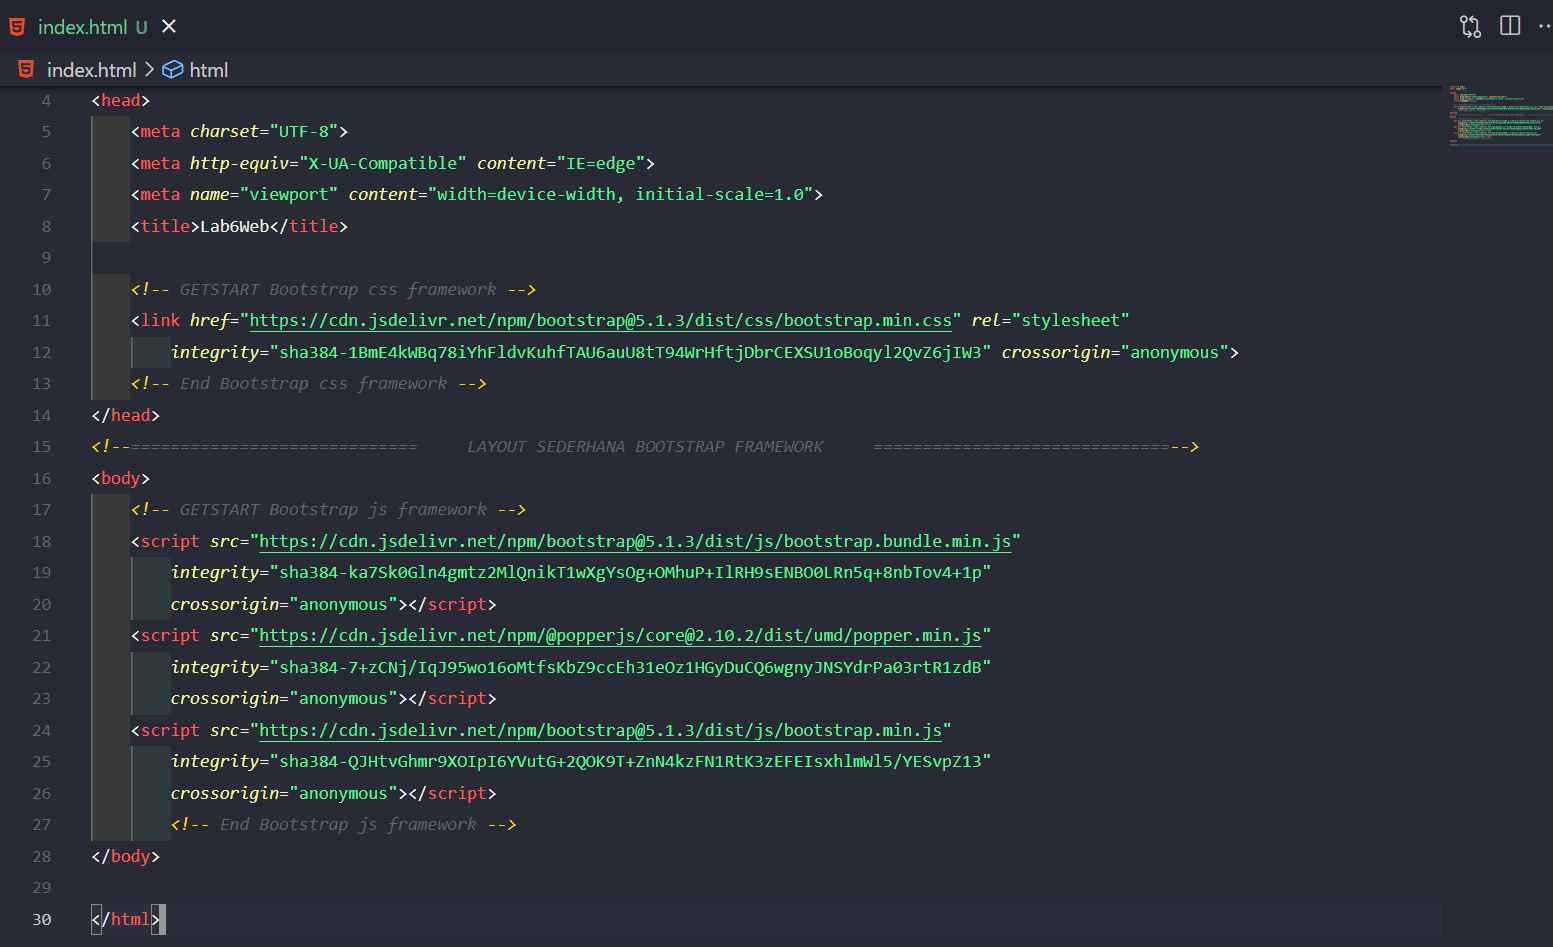 index.html U
index.html > html
4 <head>
5 <meta charset="UTF-8">
6 <meta http-equiv="X-UA-Compatible" content="IE=edge">
7 <meta name="viewport" content="width=device-width, initial-scale=1.0">
8 <title>Lab6Web</title>
9
10 <!-- GETSTART Bootstrap css framework -->
11 <link href="https://cdn.jsdelivr.net/npm/bootstrap@5.1.3/dist/css/bootstrap.min.css" rel="stylesheet"
12 integrity="sha384-1BmE4kWBq78iYhFldvKuhfTAU6auU8tT94WrHftjDbrCEXSU1oBoqyl2QvZ6jIW3" crossorigin="anonymous">
13 <!-- End Bootstrap css framework -->
14 </head>
15 <!--============================= LAYOUT SEDERHANA BOOTSTRAP FRAMEWORK ==============================-->
16 <body>
17 <!-- GETSTART Bootstrap js framework -->
18 <script src="https://cdn.jsdelivr.net/npm/bootstrap@5.1.3/dist/js/bootstrap.bundle.min.js"
19 integrity="sha384-ka7Sk0Gln4gmtz2MlQnikT1wXgYsOg+OMhuP+IlRH9sENBO0LRn5q+8nbTov4+1p"
20 crossorigin="anonymous"></script>
21 <script src="https://cdn.jsdelivr.net/npm/@popperjs/core@2.10.2/dist/umd/popper.min.js"
22 integrity="sha384-7+zCNj/IqJ95wo16oMtfsKbZ9ccEh31eOz1HGyDuCQ6wgnyJNSYdrPa03rtR1zdB"
23 crossorigin="anonymous"></script>
24 <script src="https://cdn.jsdelivr.net/npm/bootstrap@5.1.3/dist/js/bootstrap.min.js"
25 integrity="sha384-QJHtvGhmr9XOIpI6YVutG+2QOK9T+ZnN4kzFN1RtK3zEFEIsxhlmWl5/YESvpZ13"
26 crossorigin="anonymous"></script>
27 <!-- End Bootstrap js framework -->
28 </body>
29
30 </html>